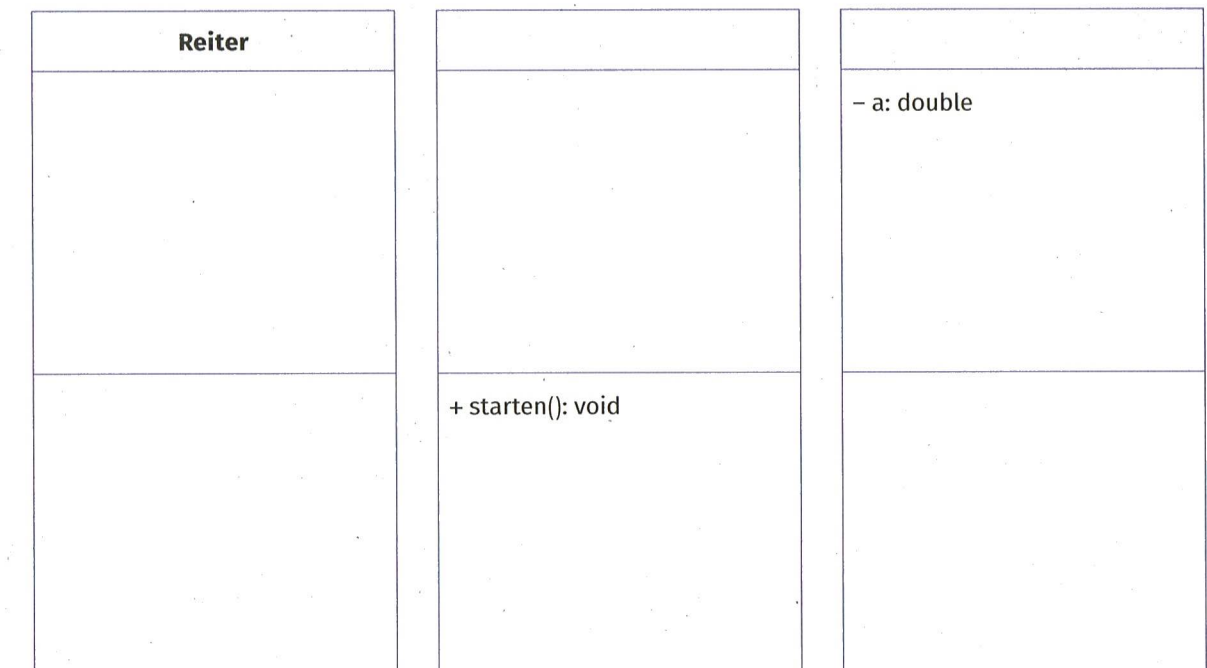 Reiter
– a: double
+ starten(): void